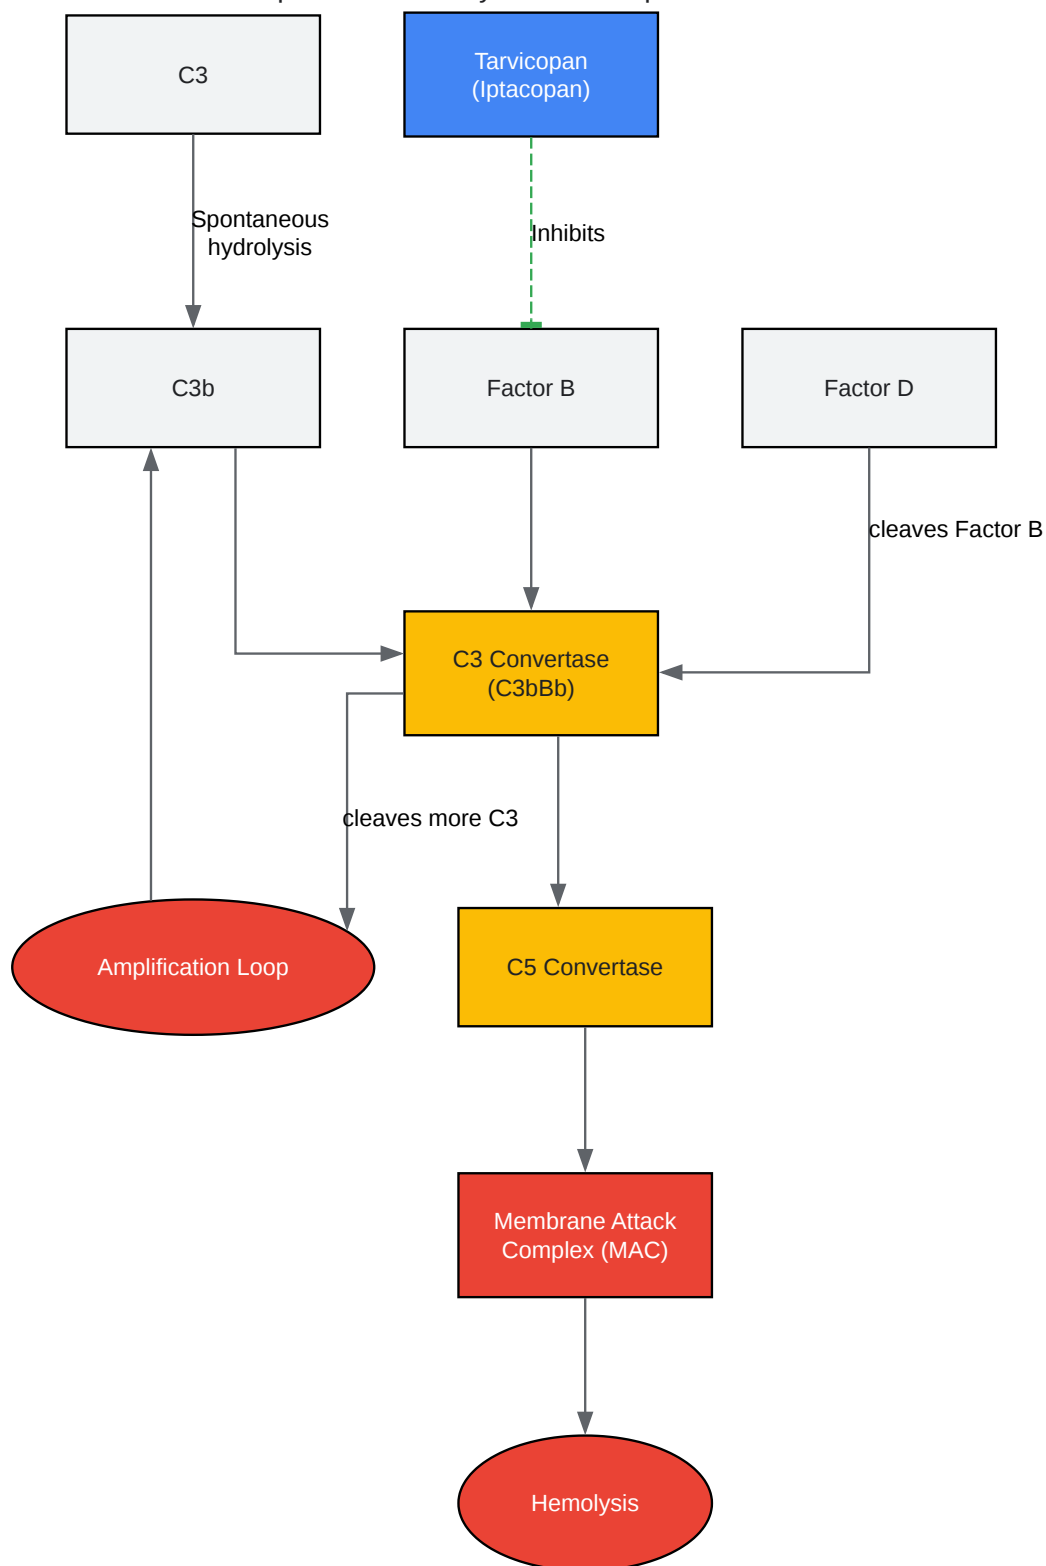 C3
Tarvicopan
(Iptacopan)
Spontaneous
hydrolysis
Inhibits
C3b
Factor B
Factor D
cleaves Factor B
C3 Convertase
(C3bBb)
cleaves more C3
Amplification Loop
C5 Convertase
Membrane Attack
Complex (MAC)
Hemolysis